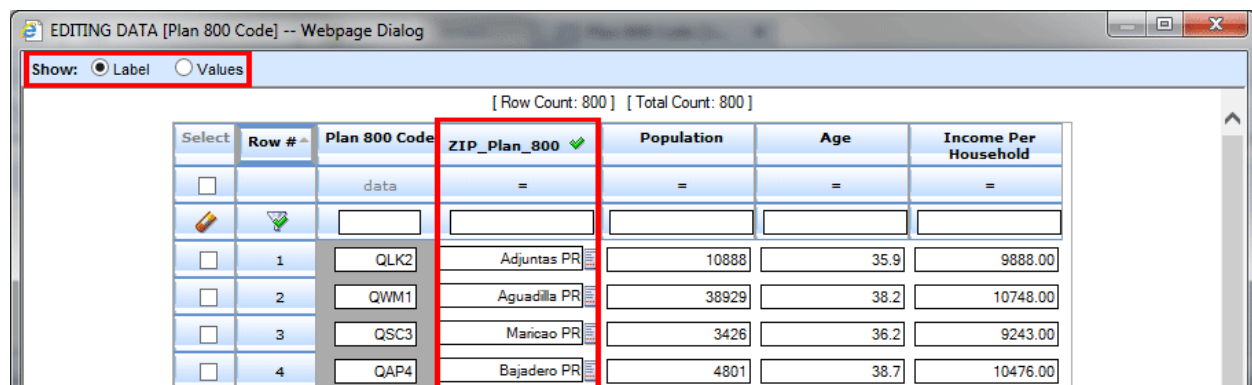 EDITING DATA [Plan 800 Code] -- Webpage Dialog
X
Show: Label Values
[ Row Count: 800 ] [ Total Count: 800 ]
Select Row # Plan 800 Code ZIP_Plan_800 Population Age Income Per
Household
data = = = =
1 QLK2 Adjuntas PR 10888 35.9 9888.00
2 QWM1 Aguadilla PR 38929 38.2 10748.00
3 QSC3 Maricao PR 3426 36.2 9243.00
4 QAP4 Bajadero PR 4801 38.7 10476.00